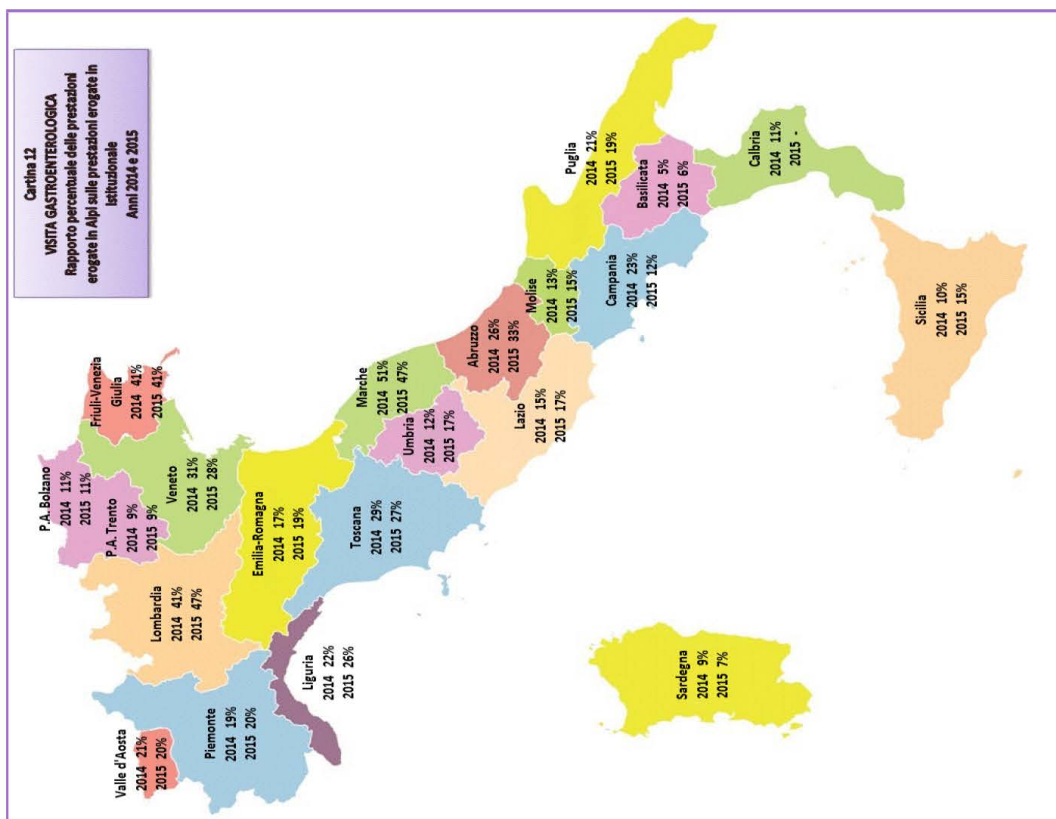 Cartina 12
VISITA GASTROENTEROLOGICA
Rapporto percentuale delle prestazioni
erogate in Alpi sulle prestazioni erogate in
istituzionale
Anni 2014 e 2015
P.A. Bolzano
2014 11%
2015 11%
P.A. Trento
2014 9%
2015 9%
Friuli-Venezia
Giulia
2014 41%
2015 41%
Valle d'Aosta
2014 21%
2015 20%
Lombardia
2014 41%
2015 47%
Veneto
2014 31%
2015 28%
Piemonte
2014 19%
2015 20%
Emilia-Romagna
2014 17%
2015 19%
Liguria
2014 22%
2015 26%
Toscana
2014 29%
2015 27%
Marche
2014 51%
2015 47%
Umbria
2014 12%
2015 17%
Abruzzo
2014 26%
2015 33%
Lazio
2014 15%
2015 17%
Molise
2014 13%
2015 15%
Puglia
2014 21%
2015 19%
Campania
2014 23%
2015 12%
Basilicata
2014 5%
2015 6%
Sardegna
2014 9%
2015 7%
Calbria
2014 11%
2015 -
Sicilia
2014 10%
2015 15%